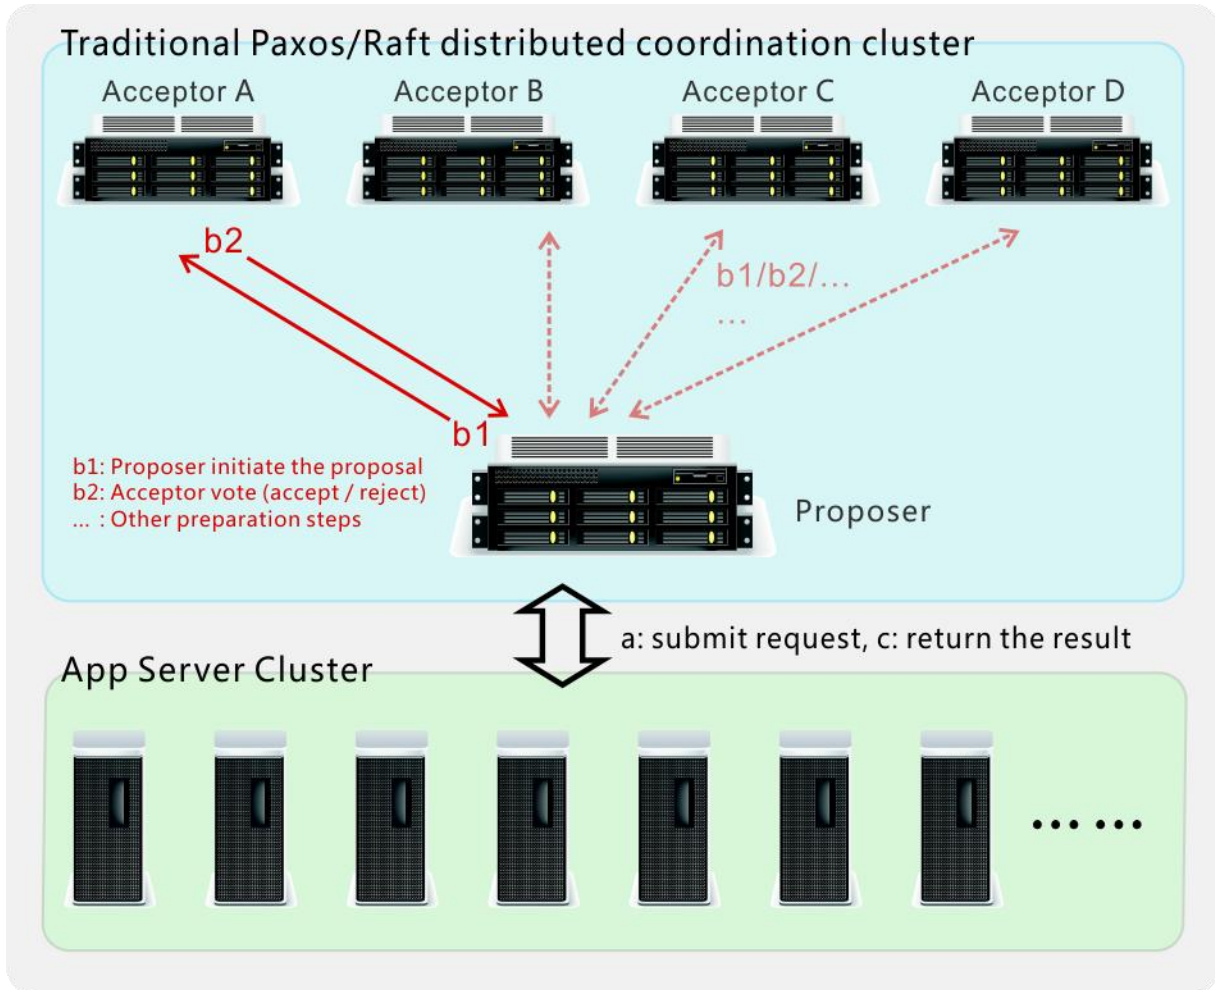 Traditional Paxos/Raft distributed coordination cluster
Acceptor A
Acceptor B
Acceptor C
Acceptor D
b2
b1/b2/...
...
b1
b1: Proposer initiate the proposal
b2: Acceptor vote (accept / reject)
... : Other preparation steps
Proposer
a: submit request, c: return the result
App Server Cluster
... ...